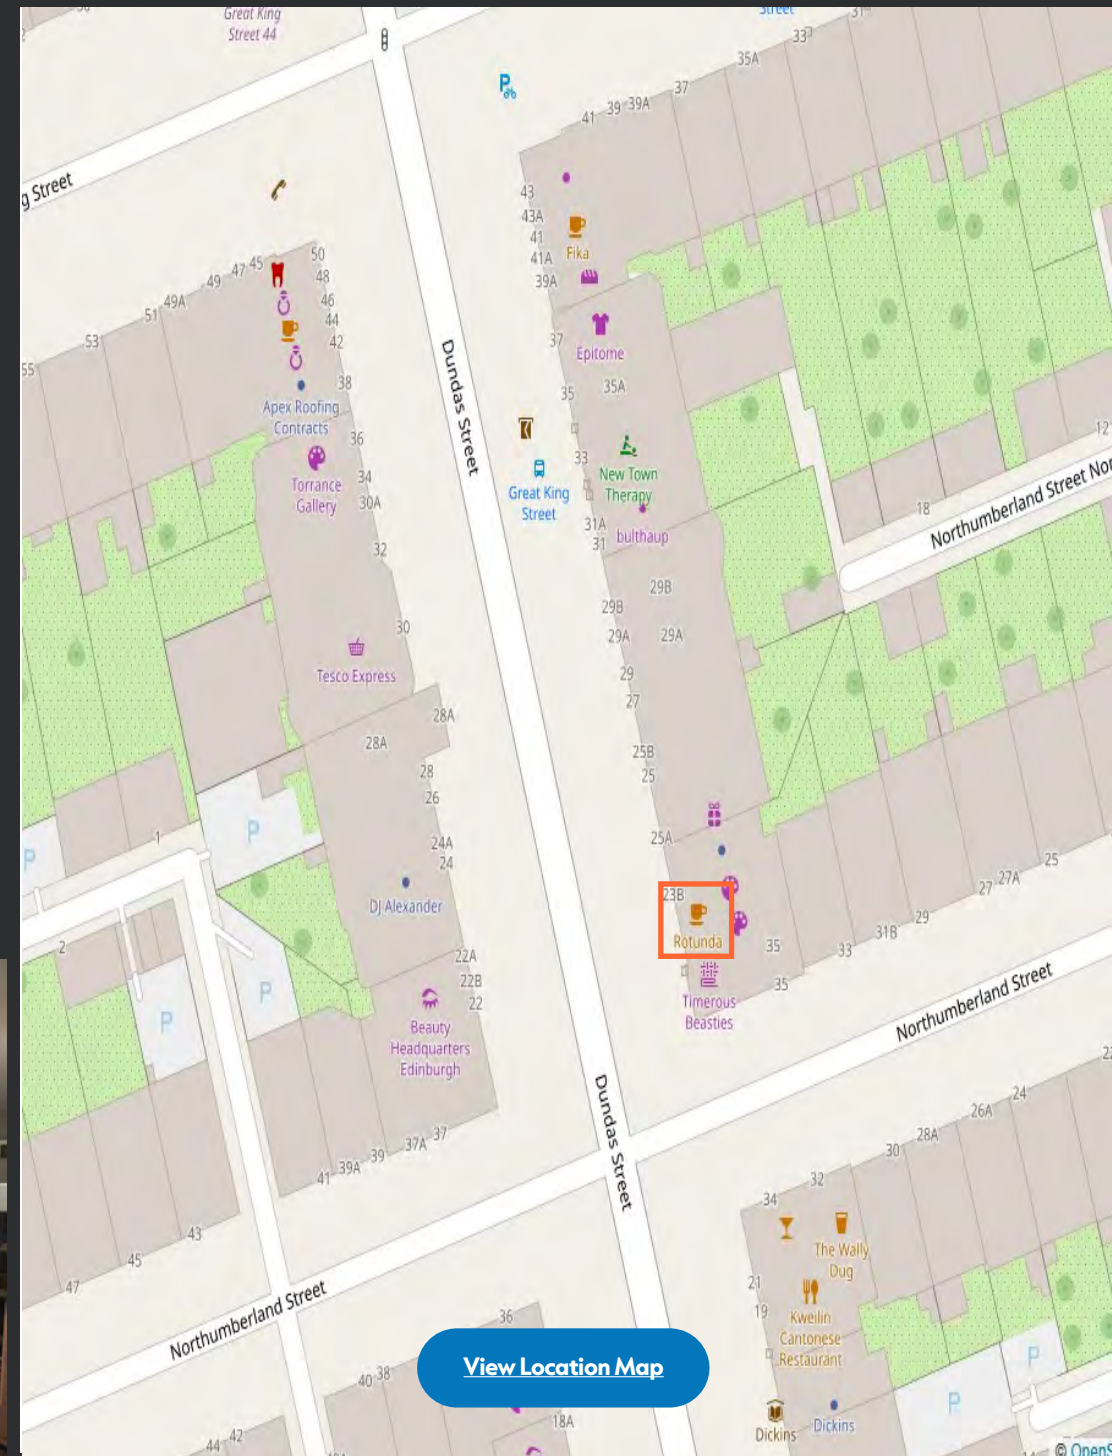 Great King
Street 44
Street
31
33
35A
37
39A
39
41
g Street
43
43A
41
41A
39A
Fika
50
48
46
44
42
38
45
47
49
49A
51
53
55
Apex Roofing
Contracts
36
34
30A
Torrance
Gallery
32
30
Tesco Express
Dundas Street
37
Epitome
35
35A
33
New Town
Therapy
Great King
Street
31A
31
bulthaup
18
12
Northumberland Street Nor
29B
29B
29A
29A
29
27
25B
25
25A
28A
28A
28
26
24A
24
DJ Alexander
22A
22B
22
Beauty
Headquarters
Edinburgh
P
P
P
P
1
2
23B
Rotunda
Timerous
Beasties
35
35
33
31B
29
27
27A
25
Northumberland Street
Dundas Street
41
39A
39
37A
37
43
45
47
Northumberland Street
24
26A
28A
30
32
34
The Wally
Dug
21
19
Kweilin
Cantonese
Restaurant
P
P
Dickins
Dickins
36
38
40
42
44
18A
View Location Map
© OpenS